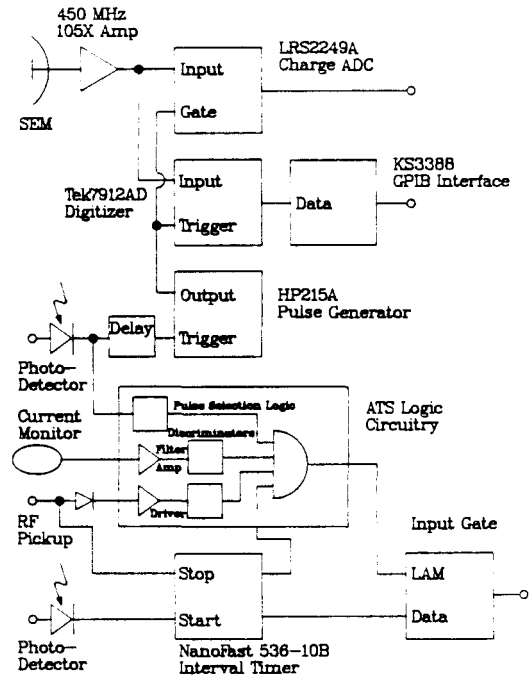 450 MHz
105X Amp
LRS2249A
Charge ADC
Input
Gate
SEM
KS3388
GPIB Interface
Input
Tek7912AD
Digitizer
Data
Trigger
Output
HP215A
Pulse Generator
Delay
Trigger
Photo-
Detector
Pulse Selection Logic
ATS Logic
Circuitry
Current
Monitor
Discriminators
Filter
Amp
RF
Pickup
Driver
Input Gate
Stop
LAM
Start
Data
Photo-
Detector
NanoFast 536-10B
Interval Timer